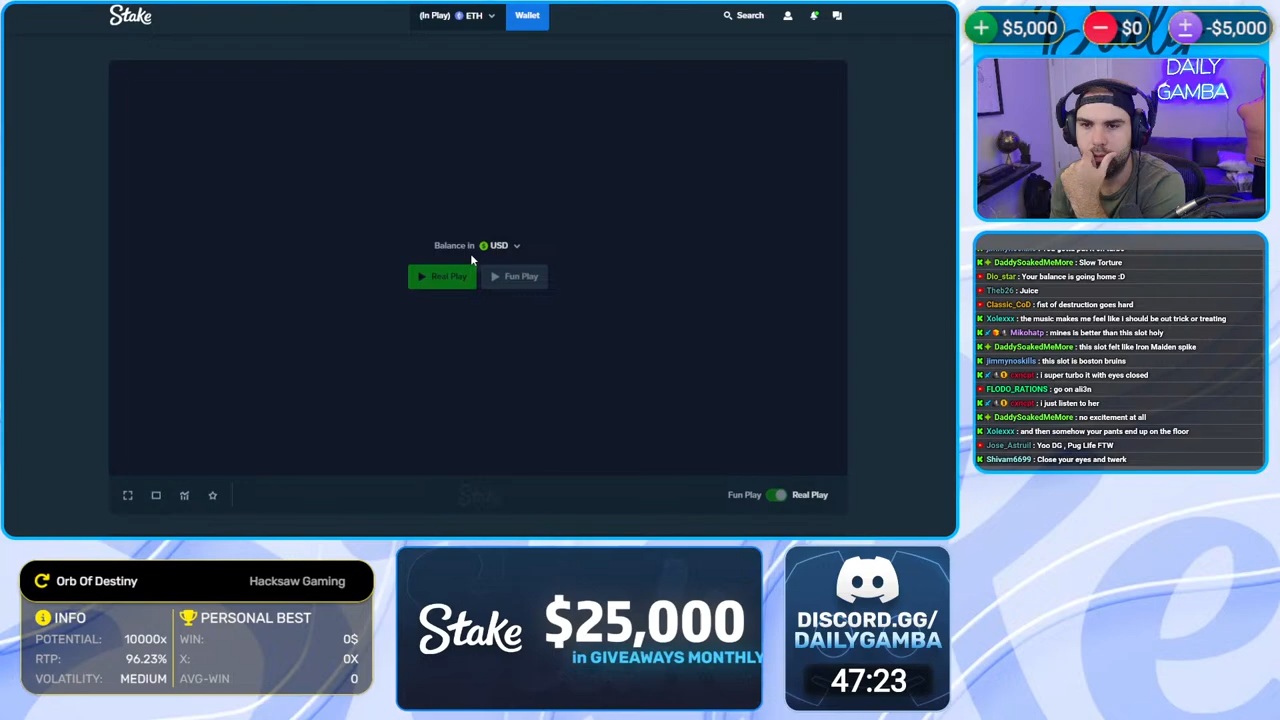 Stake
(In Play) ETH
Wallet
Search
$5,000
$0
-$5,000
DAILY
GAMBA
Balance in USD
Real Play
Fun Play
Stake
Fun Play
Real Play
DaddySoakedMeMore : Slow Torture
Dio_star : Your balance is going home :D
Theb26 : Juice
Classic_CoD : fist of destruction goes hard
Xolexxx : the music makes me feel like i should be out trick or treating
Mikohatp : mines is better than this slot holy
DaddySoakedMeMore : this slot felt like Iron Maiden spike
jimmynoskills : this slot is boston bruins
: i super turbo it with eyes closed
FLODO_RATIONS : go on ali3n
: i just listen to her
DaddySoakedMeMore : no excitement at all
Xolexxx : and then somehow your pants end up on the floor
Jose_Astruil : Yoo DG , Pug Life FTW
Shivam6699 : Close your eyes and twerk
Orb Of Destiny
Hacksaw Gaming
INFO
POTENTIAL: 10000x
RTP: 96.23%
VOLATILITY: MEDIUM
PERSONAL BEST
WIN: 0$
X: 0X
AVG-WIN 0
Stake
$25,000
in GIVEAWAYS MONTHLY
DISCORD.GG/
DAILYGAMBA
47:23